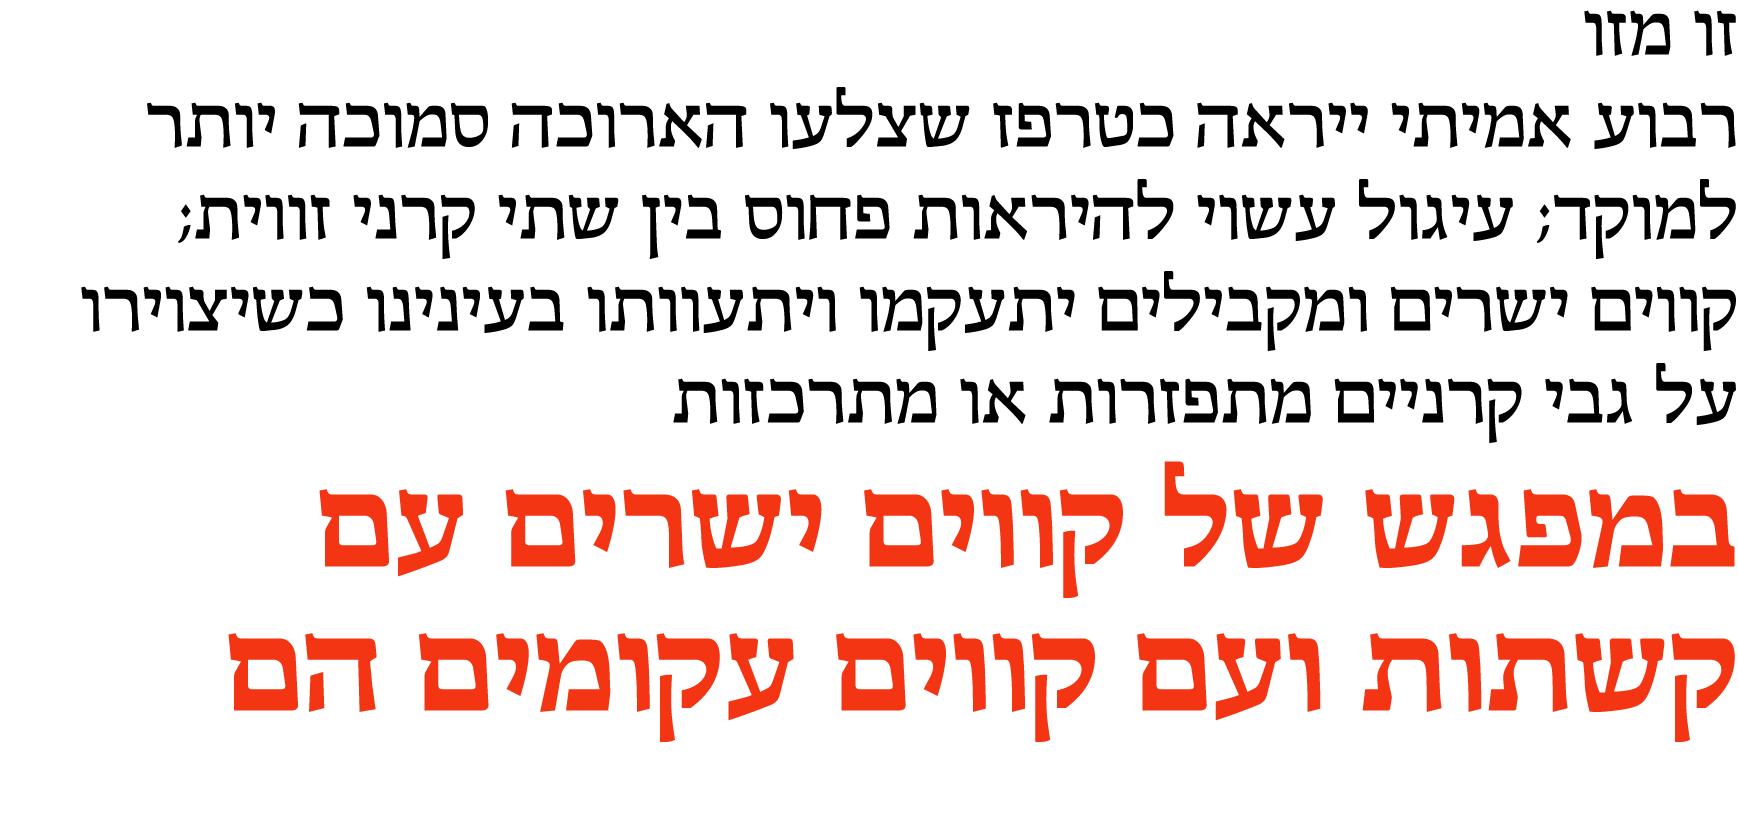 זו מזו
רבוע אמיתי ייראה כטרפז שצלעו הארוכה סמוכה יותר
למוקד; עיגול עשוי להיראות פחוס בין שתי קרני זווית;
קווים ישרים ומקבילים יתעקמו ויתעוותו בעינינו כשיצוירו
על גבי קרניים מתפזרות או מתרכזות
במפגש של קווים ישרים עם
קשתות ועם קווים עקומים הם